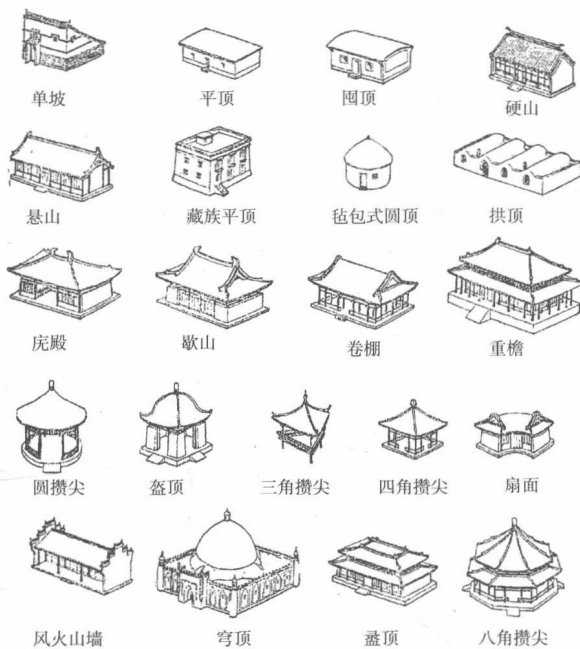 单坡 平顶 囤顶 硬山
悬山 藏族平顶 毡包式圆顶 拱顶
庑殿 歇山 卷棚 重檐
圆攒尖 盔顶 三角攒尖 四角攒尖 扇面
风火山墙 穹顶 盝顶 八角攒尖